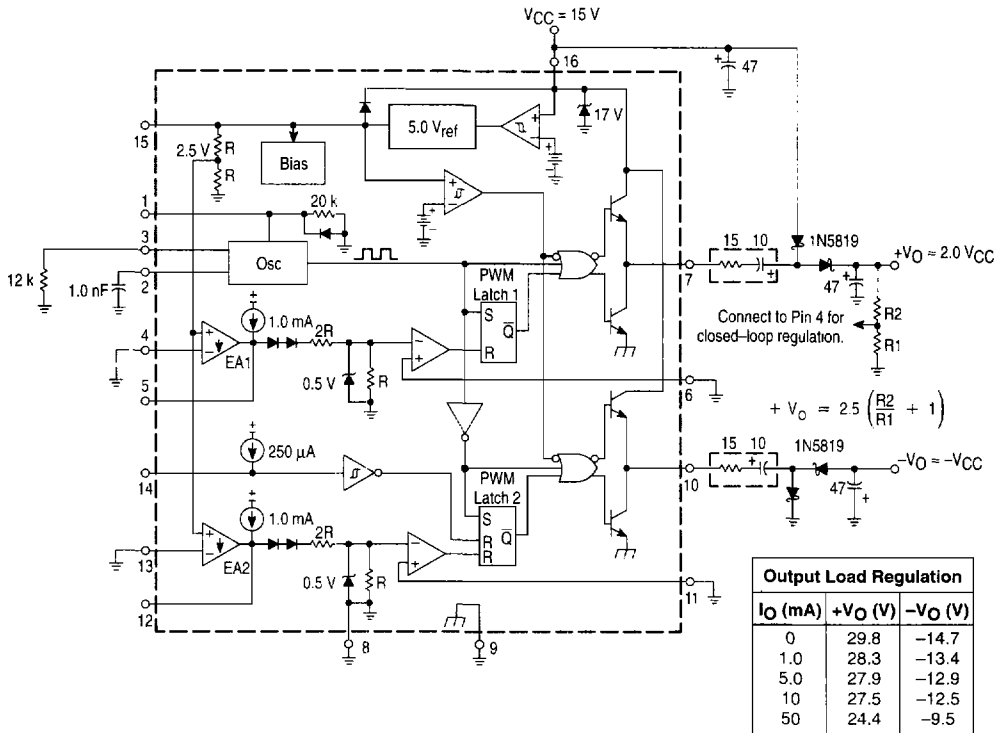 VCC = 15 V
16
47
17 V
5.0 Vref
15
2.5 V
R
R
Bias
1
20 k
3
Osc
2
12 k
1.0 nF
PWM
Latch 1
S
Q
R
7
15
10
1N5819
+VO ≈ 2.0 VCC
47
R2
Connect to Pin 4 for
closed–loop regulation.
R1
4
1.0 mA
2R
EA1
0.5 V
R
5
6
+ VO = 2.5 (R2/R1 + 1)
14
250 µA
PWM
Latch 2
S
R
R
Q
10
15
10
1N5819
–VO ≈ –VCC
47
1.0 mA
2R
13
EA2
0.5 V
R
12
11
8
9
Output Load Regulation
IO (mA) +VO (V) –VO (V)
0 29.8 –14.7
1.0 28.3 –13.4
5.0 27.9 –12.9
10 27.5 –12.5
50 24.4 –9.5